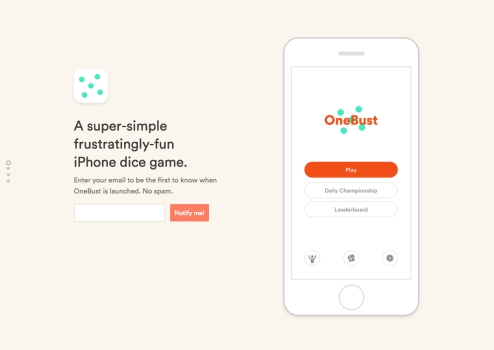 A super-simple
frustratingly-fun
iPhone dice game.
Enter your email to be the first to know when
OneBust is launched. No spam.
Notify me!
OneBust
Play
Daily Championship
Leaderboard